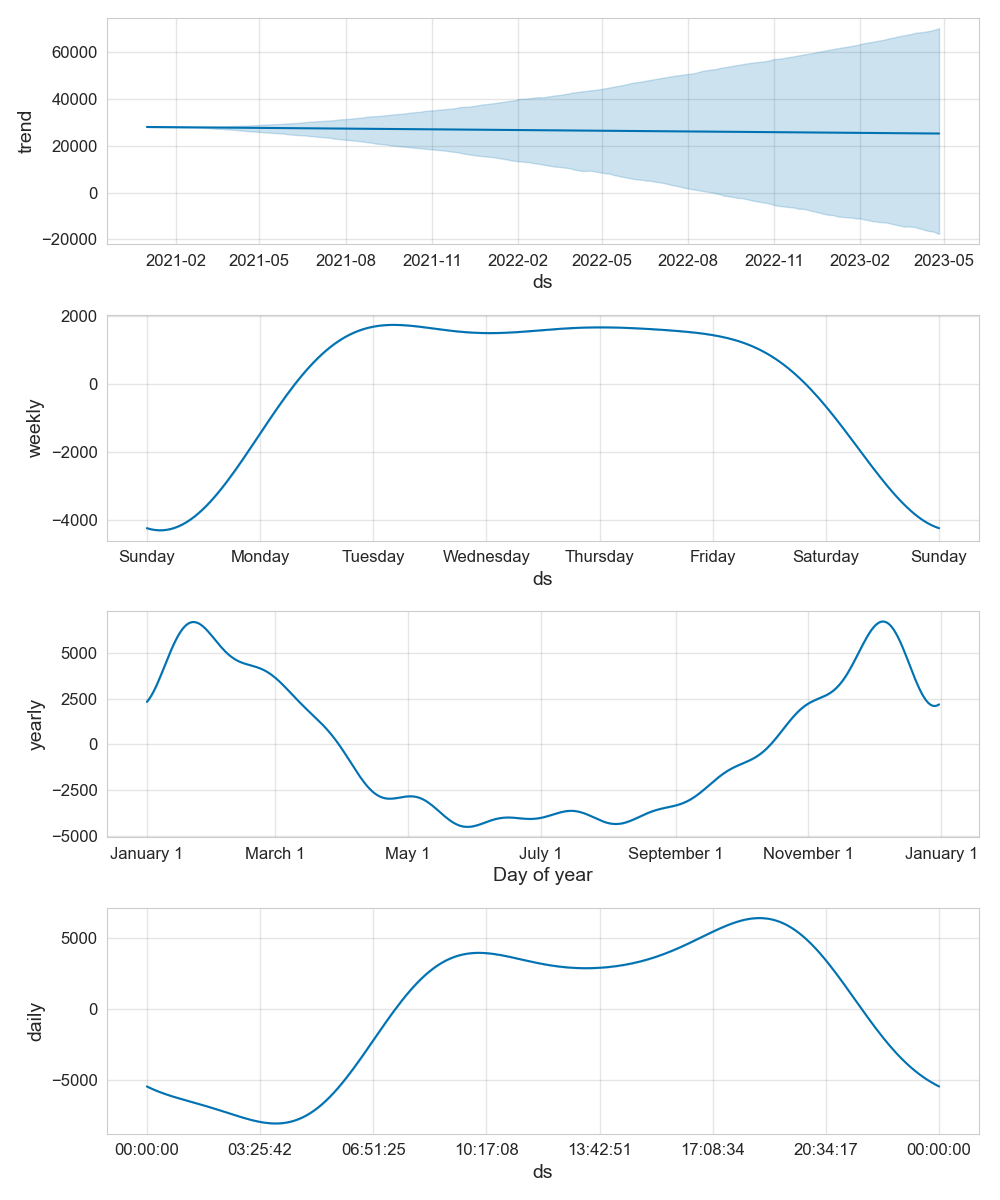 trend
60000
40000
20000
0
−20000
2021-02 2021-05 2021-08 2021-11 2022-02 2022-05 2022-08 2022-11 2023-02 2023-05
ds
weekly
2000
0
−2000
−4000
Sunday Monday Tuesday Wednesday Thursday Friday Saturday Sunday
ds
yearly
5000
2500
0
−2500
−5000
January 1 March 1 May 1 July 1 September 1 November 1 January 1
Day of year
daily
5000
0
−5000
00:00:00 03:25:42 06:51:25 10:17:08 13:42:51 17:08:34 20:34:17 00:00:00
ds